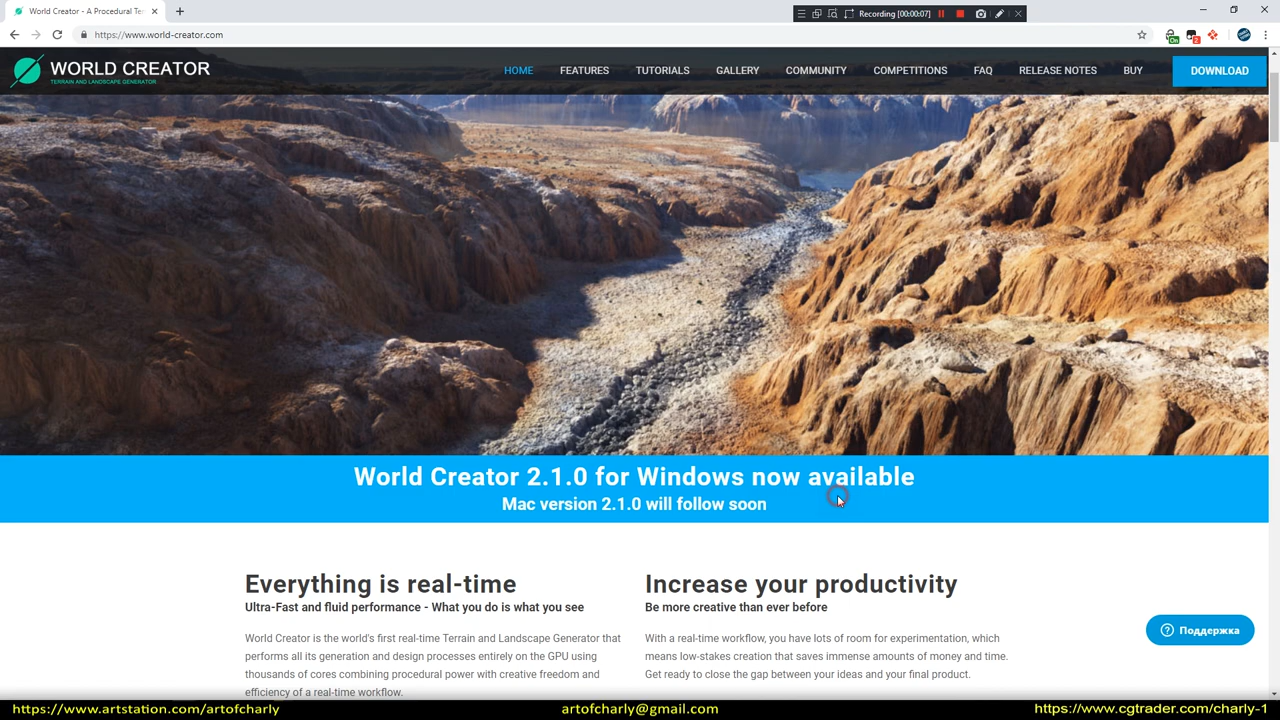 World Creator - A Procedural Te
Recording [00:00:07]
https://www.world-creator.com
On
2
WORLD CREATOR
TERRAIN AND LANDSCAPE GENERATOR
HOME
FEATURES
TUTORIALS
GALLERY
COMMUNITY
COMPETITIONS
FAQ
RELEASE NOTES
BUY
DOWNLOAD
World Creator 2.1.0 for Windows now available
Mac version 2.1.0 will follow soon
Everything is real-time
Ultra-Fast and fluid performance - What you do is what you see
World Creator is the world's first real-time Terrain and Landscape Generator that
performs all its generation and design processes entirely on the GPU using
thousands of cores combining procedural power with creative freedom and
efficiency of a real-time workflow.
Increase your productivity
Be more creative than ever before
With a real-time workflow, you have lots of room for experimentation, which
means low-stakes creation that saves immense amounts of money and time.
Get ready to close the gap between your ideas and your final product.
Поддержка
https://www.artstation.com/artofcharly
artofcharly@gmail.com
https://www.cgtrader.com/charly-1